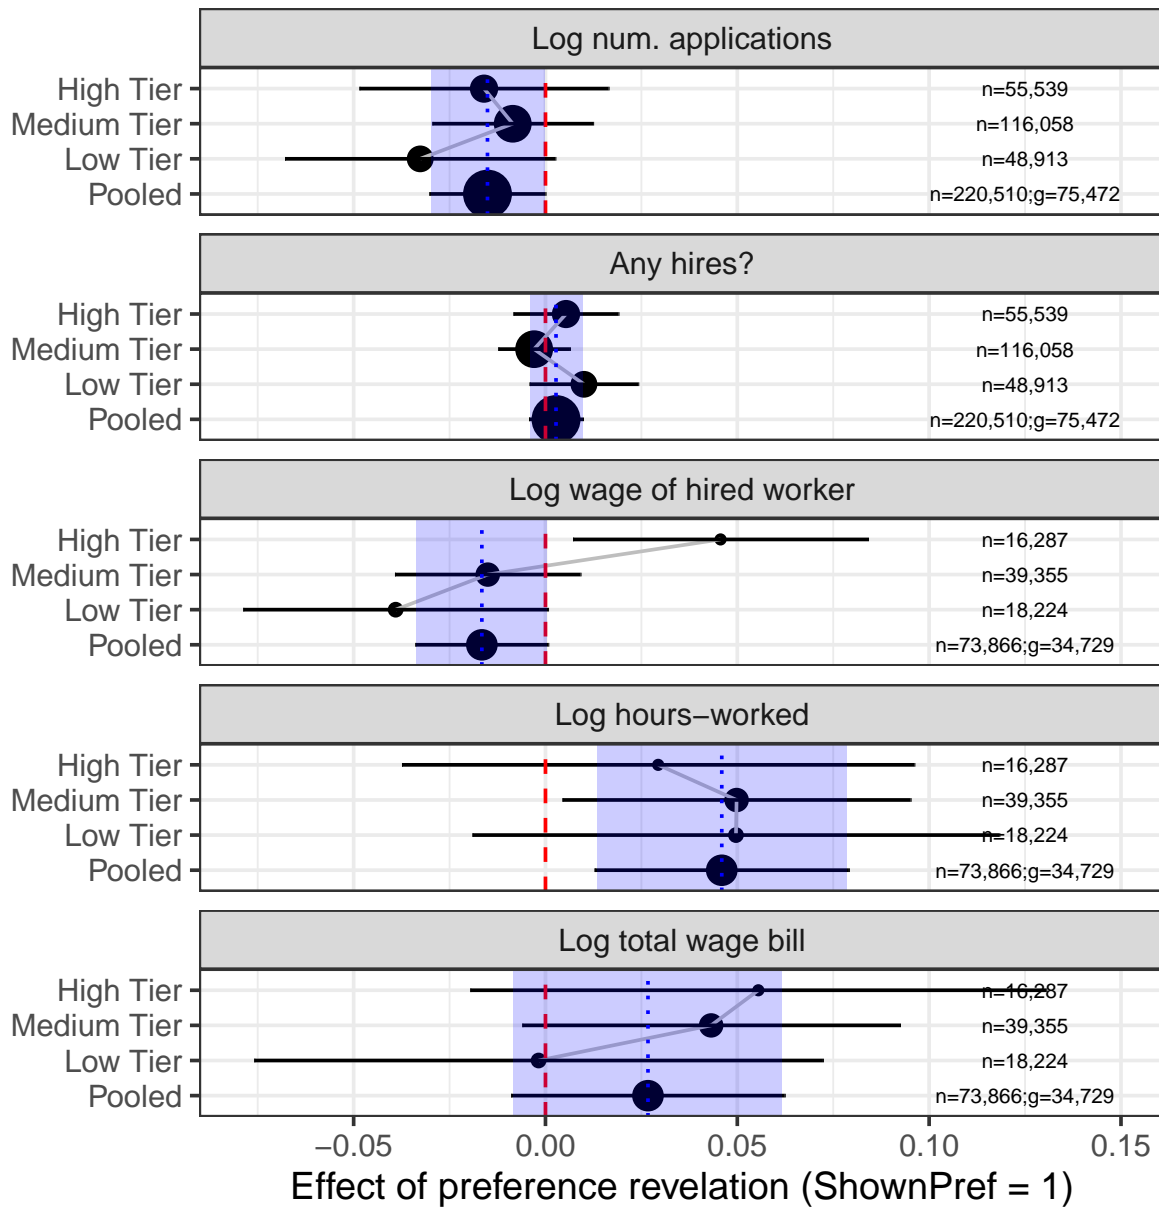 Log num. applications
High Tier n=55,539
Medium Tier n=116,058
Low Tier n=48,913
Pooled n=220,510;g=75,472
Any hires?
High Tier n=55,539
Medium Tier n=116,058
Low Tier n=48,913
Pooled n=220,510;g=75,472
Log wage of hired worker
High Tier n=16,287
Medium Tier n=39,355
Low Tier n=18,224
Pooled n=73,866;g=34,729
Log hours−worked
High Tier n=16,287
Medium Tier n=39,355
Low Tier n=18,224
Pooled n=73,866;g=34,729
Log total wage bill
High Tier n=16,287
Medium Tier n=39,355
Low Tier n=18,224
Pooled n=73,866;g=34,729
−0.05 0.00 0.05 0.10 0.15
Effect of preference revelation (ShownPref = 1)